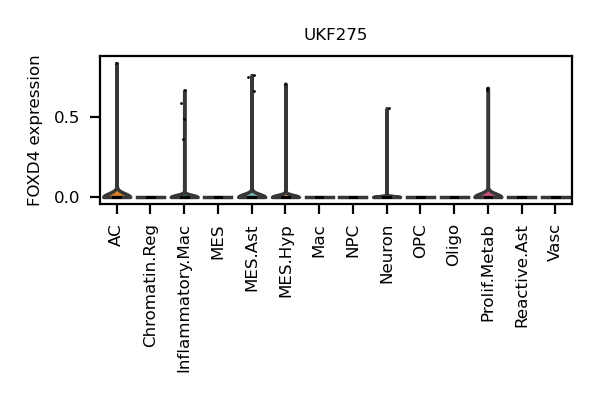 UKF275
FOXD4 expression
0.5
0.0
AC
Chromatin.Reg
Inflammatory.Mac
MES
MES.Ast
MES.Hyp
Mac
NPC
Neuron
OPC
Oligo
Prolif.Metab
Reactive.Ast
Vasc